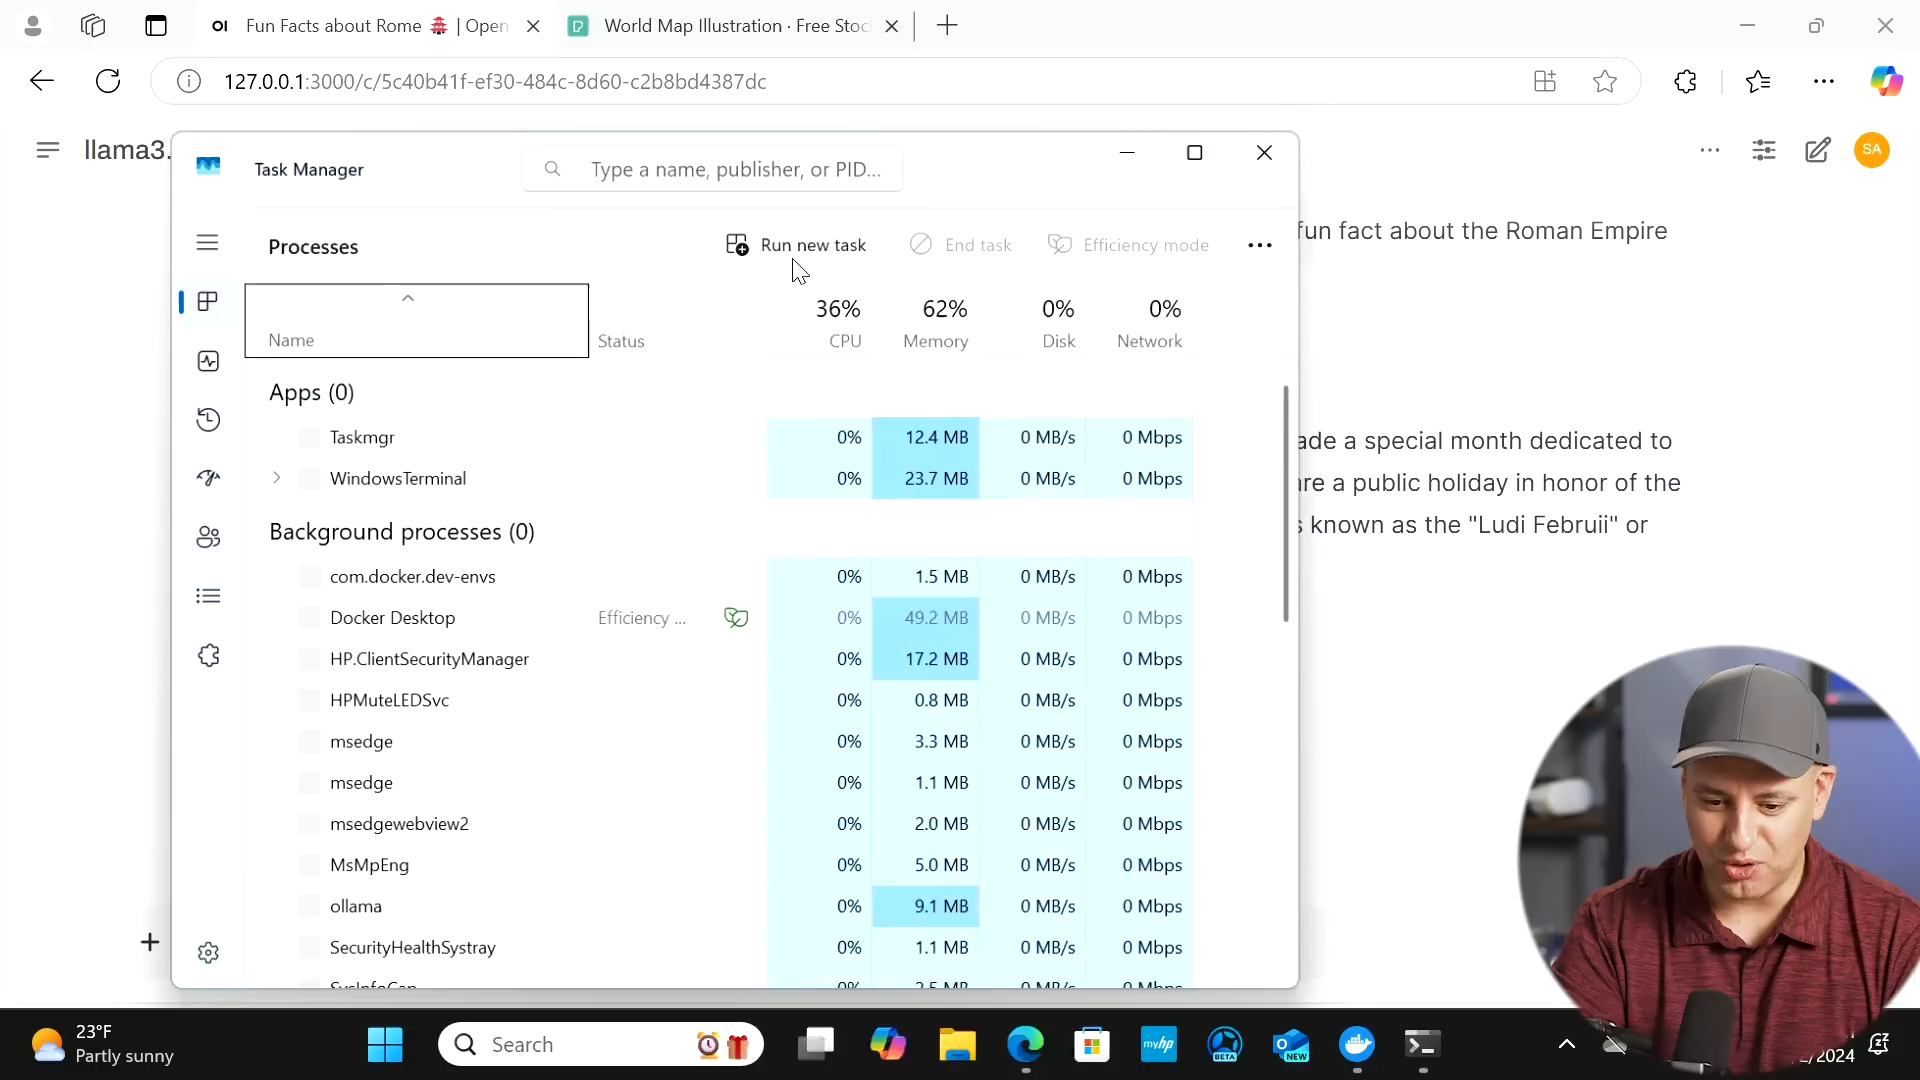 Fun Facts about Rome | Open
World Map Illustration · Free Stoc
127.0.0.1:3000/c/5c40b41f-ef30-484c-8d60-c2b8bd4387dc
llama3.
SA
Task Manager
Type a name, publisher, or PID...
fun fact about the Roman Empire
Processes
Run new task
End task
Efficiency mode
36% 62% 0% 0%
Name Status CPU Memory Disk Network
Apps (0)
Taskmgr 0% 12.4 MB 0 MB/s 0 Mbps
ade a special month dedicated to
WindowsTerminal 0% 23.7 MB 0 MB/s 0 Mbps
are a public holiday in honor of the
Background processes (0)
s known as the "Ludi Februii" or
com.docker.dev-envs 0% 1.5 MB 0 MB/s 0 Mbps
Docker Desktop Efficiency ... 0% 49.2 MB 0 MB/s 0 Mbps
HP.ClientSecurityManager 0% 17.2 MB 0 MB/s 0 Mbps
HPMuteLEDSvc 0% 0.8 MB 0 MB/s 0 Mbps
msedge 0% 3.3 MB 0 MB/s 0 Mbps
msedge 0% 1.1 MB 0 MB/s 0 Mbps
msedgewebview2 0% 2.0 MB 0 MB/s 0 Mbps
MsMpEng 0% 5.0 MB 0 MB/s 0 Mbps
ollama 0% 9.1 MB 0 MB/s 0 Mbps
SecurityHealthSystray 0% 1.1 MB 0 MB/s 0 Mbps
23°F
Partly sunny
Search
myhp
BETA
NEW
/2024